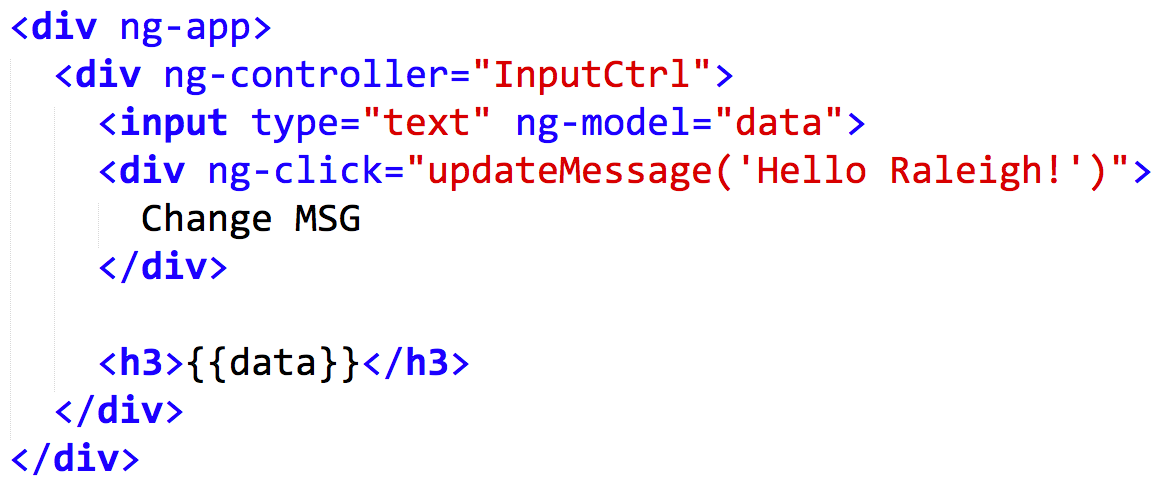 <div ng-app>
  <div ng-controller="InputCtrl">
    <input type="text" ng-model="data">
    <div ng-click="updateMessage('Hello Raleigh!')">
      Change MSG
    </div>

    <h3>{{data}}</h3>
  </div>
</div>